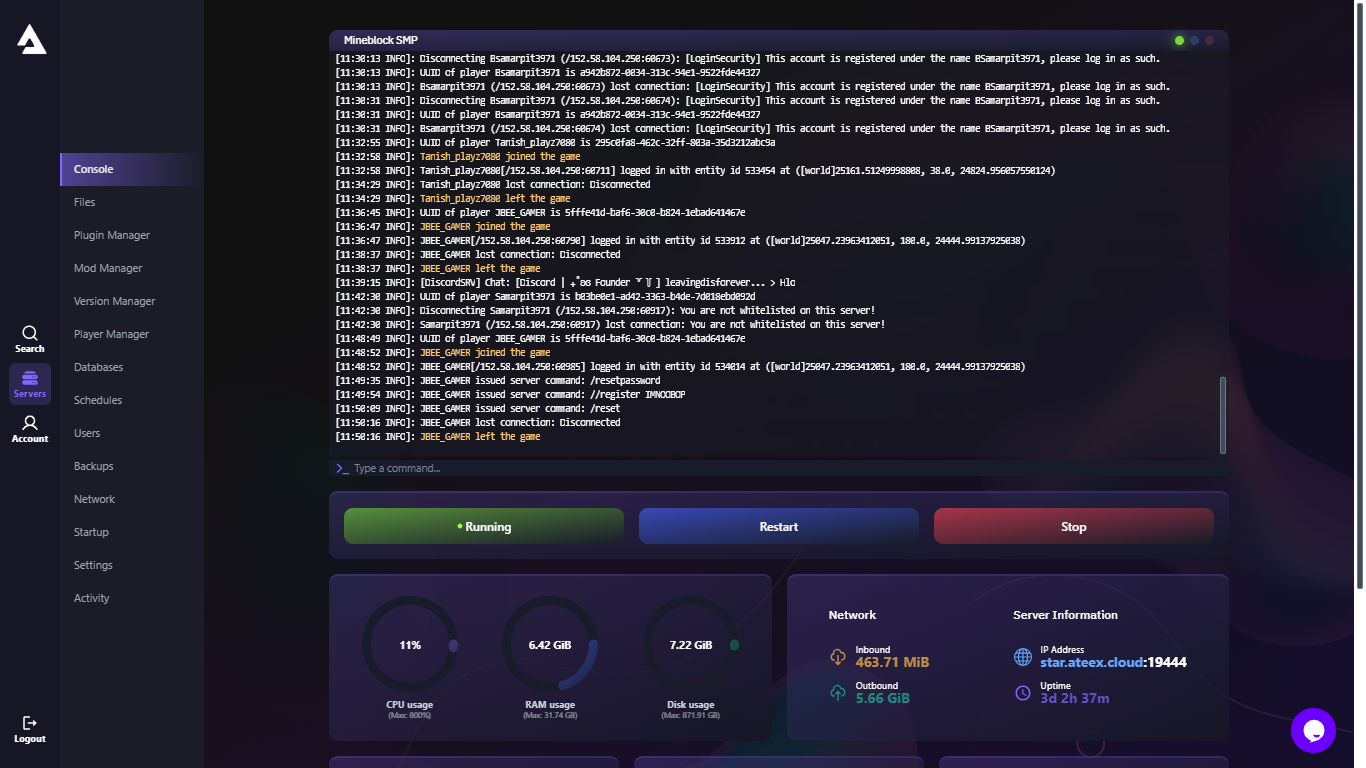 Mineblock SMP
[11:30:13 INFO]: Disconnecting Bsamarpit3971 (/152.58.104.250:60673): [LoginSecurity] This account is registered under the name BSamarpit3971, please log in as such.
[11:30:13 INFO]: UUID of player Bsamarpit3971 is a942b872-0034-313c-94e1-9522fde44327
[11:30:13 INFO]: Bsamarpit3971 (/152.58.104.250:60673) lost connection: [LoginSecurity] This account is registered under the name BSamarpit3971, please log in as such.
[11:30:31 INFO]: Disconnecting Bsamarpit3971 (/152.58.104.250:60674): [LoginSecurity] This account is registered under the name BSamarpit3971, please log in as such.
[11:30:31 INFO]: UUID of player Bsamarpit3971 is a942b872-0034-313c-94e1-9522fde44327
[11:30:31 INFO]: Bsamarpit3971 (/152.58.104.250:60674) lost connection: [LoginSecurity] This account is registered under the name BSamarpit3971, please log in as such.
[11:32:55 INFO]: UUID of player Tanish_playz7080 is 295c0fa8-462c-32ff-803a-35d3212abc9a
[11:32:58 INFO]: Tanish_playz7080 joined the game
[11:32:58 INFO]: Tanish_playz7080[/152.58.104.250:60711] logged in with entity id 533454 at ([world]25161.51249998808, 38.0, 24824.956057550124)
[11:34:29 INFO]: Tanish_playz7080 lost connection: Disconnected
[11:34:29 INFO]: Tanish_playz7080 left the game
[11:36:45 INFO]: UUID of player JBEE_GAMER is 5fffe41d-baf6-30c0-b824-1ebad641467e
[11:36:47 INFO]: JBEE_GAMER joined the game
[11:36:47 INFO]: JBEE_GAMER[/152.58.104.250:60790] logged in with entity id 533912 at ([world]25047.23963412051, 180.0, 24444.99137925038)
[11:38:37 INFO]: JBEE_GAMER lost connection: Disconnected
[11:38:37 INFO]: JBEE_GAMER left the game
[11:39:15 INFO]: [DiscordSRV] Chat: [Discord | Founder ] leavingdisforever... > Hlo
[11:42:30 INFO]: UUID of player Samarpit3971 is b03be0e1-ad42-3363-b4de-7d018ebd092d
[11:42:30 INFO]: Disconnecting Samarpit3971 (/152.58.104.250:60917): You are not whitelisted on this server!
[11:42:30 INFO]: Samarpit3971 (/152.58.104.250:60917) lost connection: You are not whitelisted on this server!
[11:48:49 INFO]: UUID of player JBEE_GAMER is 5fffe41d-baf6-30c0-b824-1ebad641467e
[11:48:52 INFO]: JBEE_GAMER joined the game
[11:48:52 INFO]: JBEE_GAMER[/152.58.104.250:60985] logged in with entity id 534014 at ([world]25047.23963412051, 180.0, 24444.99137925038)
[11:49:35 INFO]: JBEE_GAMER issued server command: /resetpassword
[11:49:54 INFO]: JBEE_GAMER issued server command: //register IMNOOBOP
[11:50:09 INFO]: JBEE_GAMER issued server command: /reset
[11:50:16 INFO]: JBEE_GAMER lost connection: Disconnected
[11:50:16 INFO]: JBEE_GAMER left the game
>_ Type a command...
Console
Files
Plugin Manager
Mod Manager
Version Manager
Player Manager
Databases
Schedules
Users
Backups
Network
Startup
Settings
Activity
Search
Servers
Account
Logout
Running
Restart
Stop
11%
CPU usage
(Max: 800%)
6.42 GiB
RAM usage
(Max: 31.74 GB)
7.22 GiB
Disk usage
(Max: 871.91 GB)
Network
Inbound
463.71 MiB
Outbound
5.66 GiB
Server Information
IP Address
star.ateex.cloud:19444
Uptime
3d 2h 37m